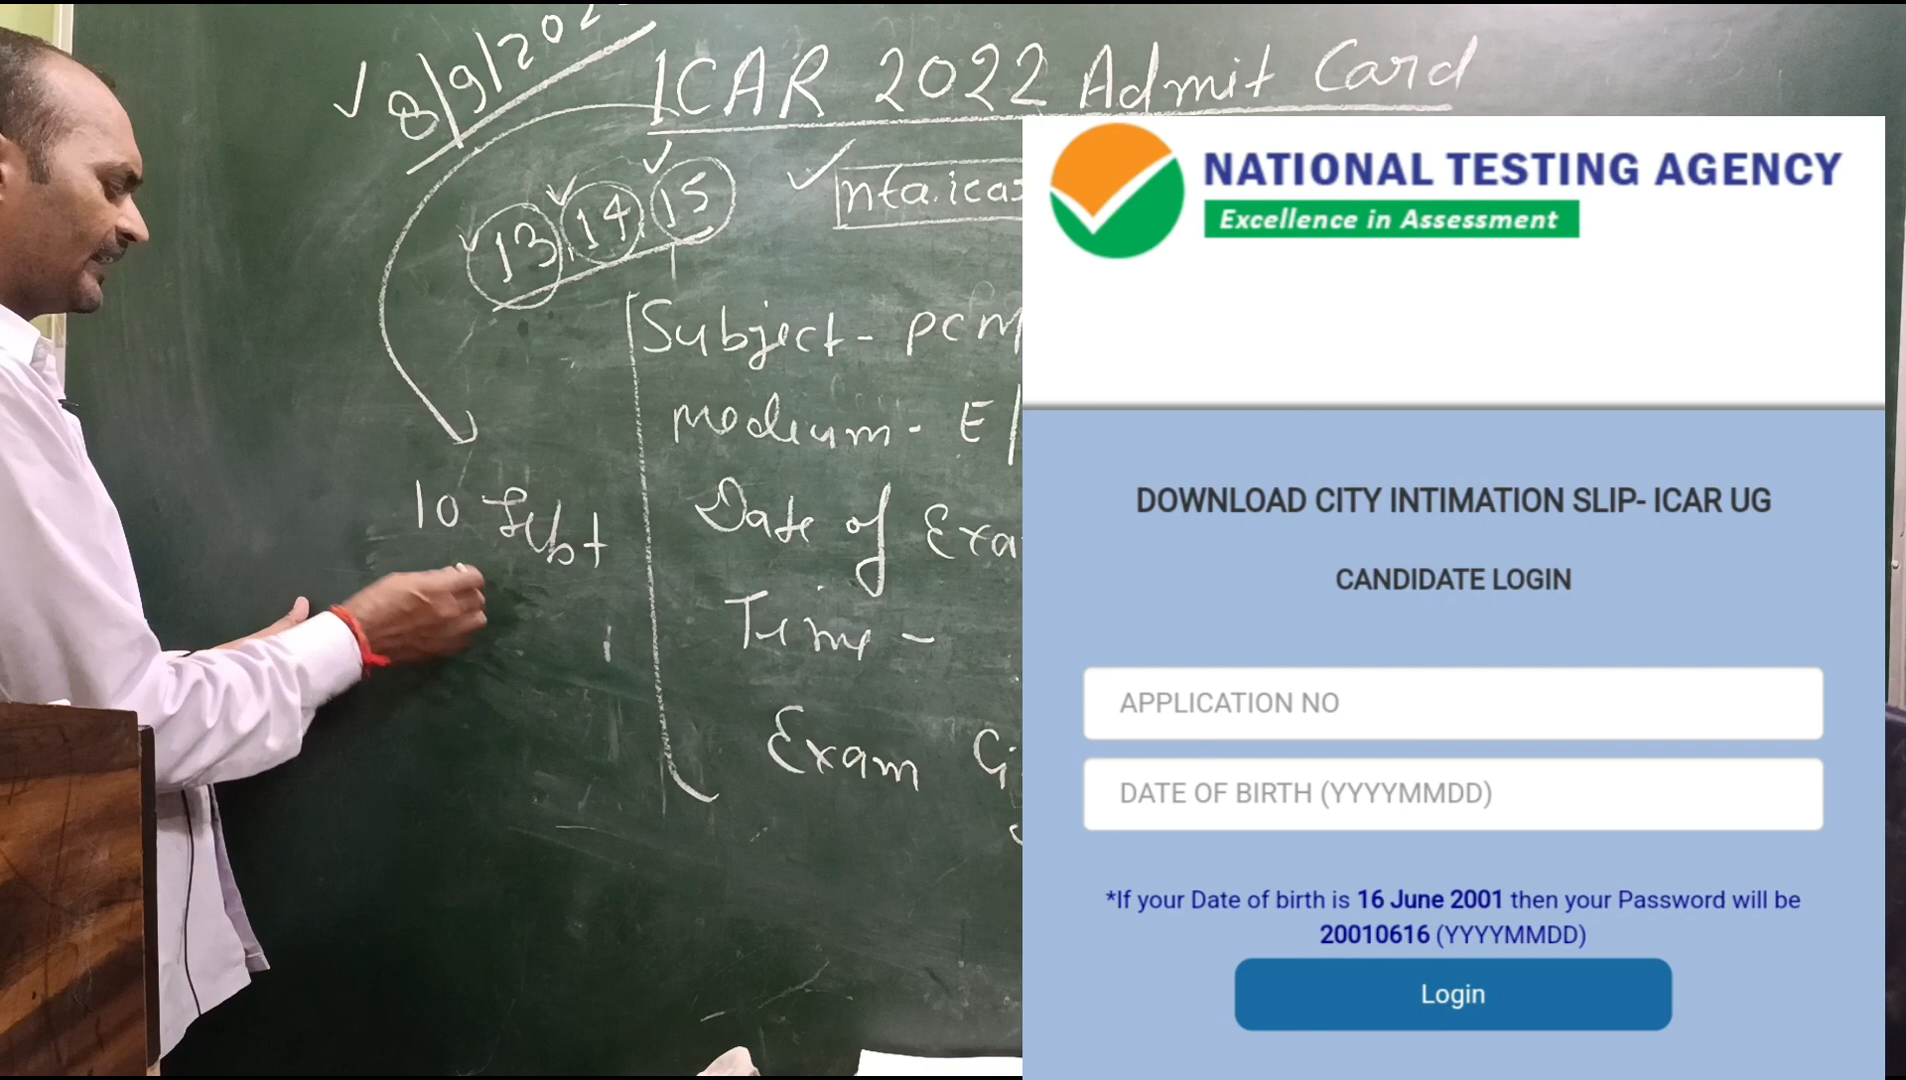 8/9/202
ICAR 2022 Admit Card
13 14 15
nta.icar
Subject - PCM
medium - E/
Date of Exa
Time -
Exam Ci
10 Sebt
NATIONAL TESTING AGENCY
Excellence in Assessment
DOWNLOAD CITY INTIMATION SLIP- ICAR UG
CANDIDATE LOGIN
APPLICATION NO
DATE OF BIRTH (YYYYMMDD)
*If your Date of birth is 16 June 2001 then your Password will be
20010616 (YYYYMMDD)
Login